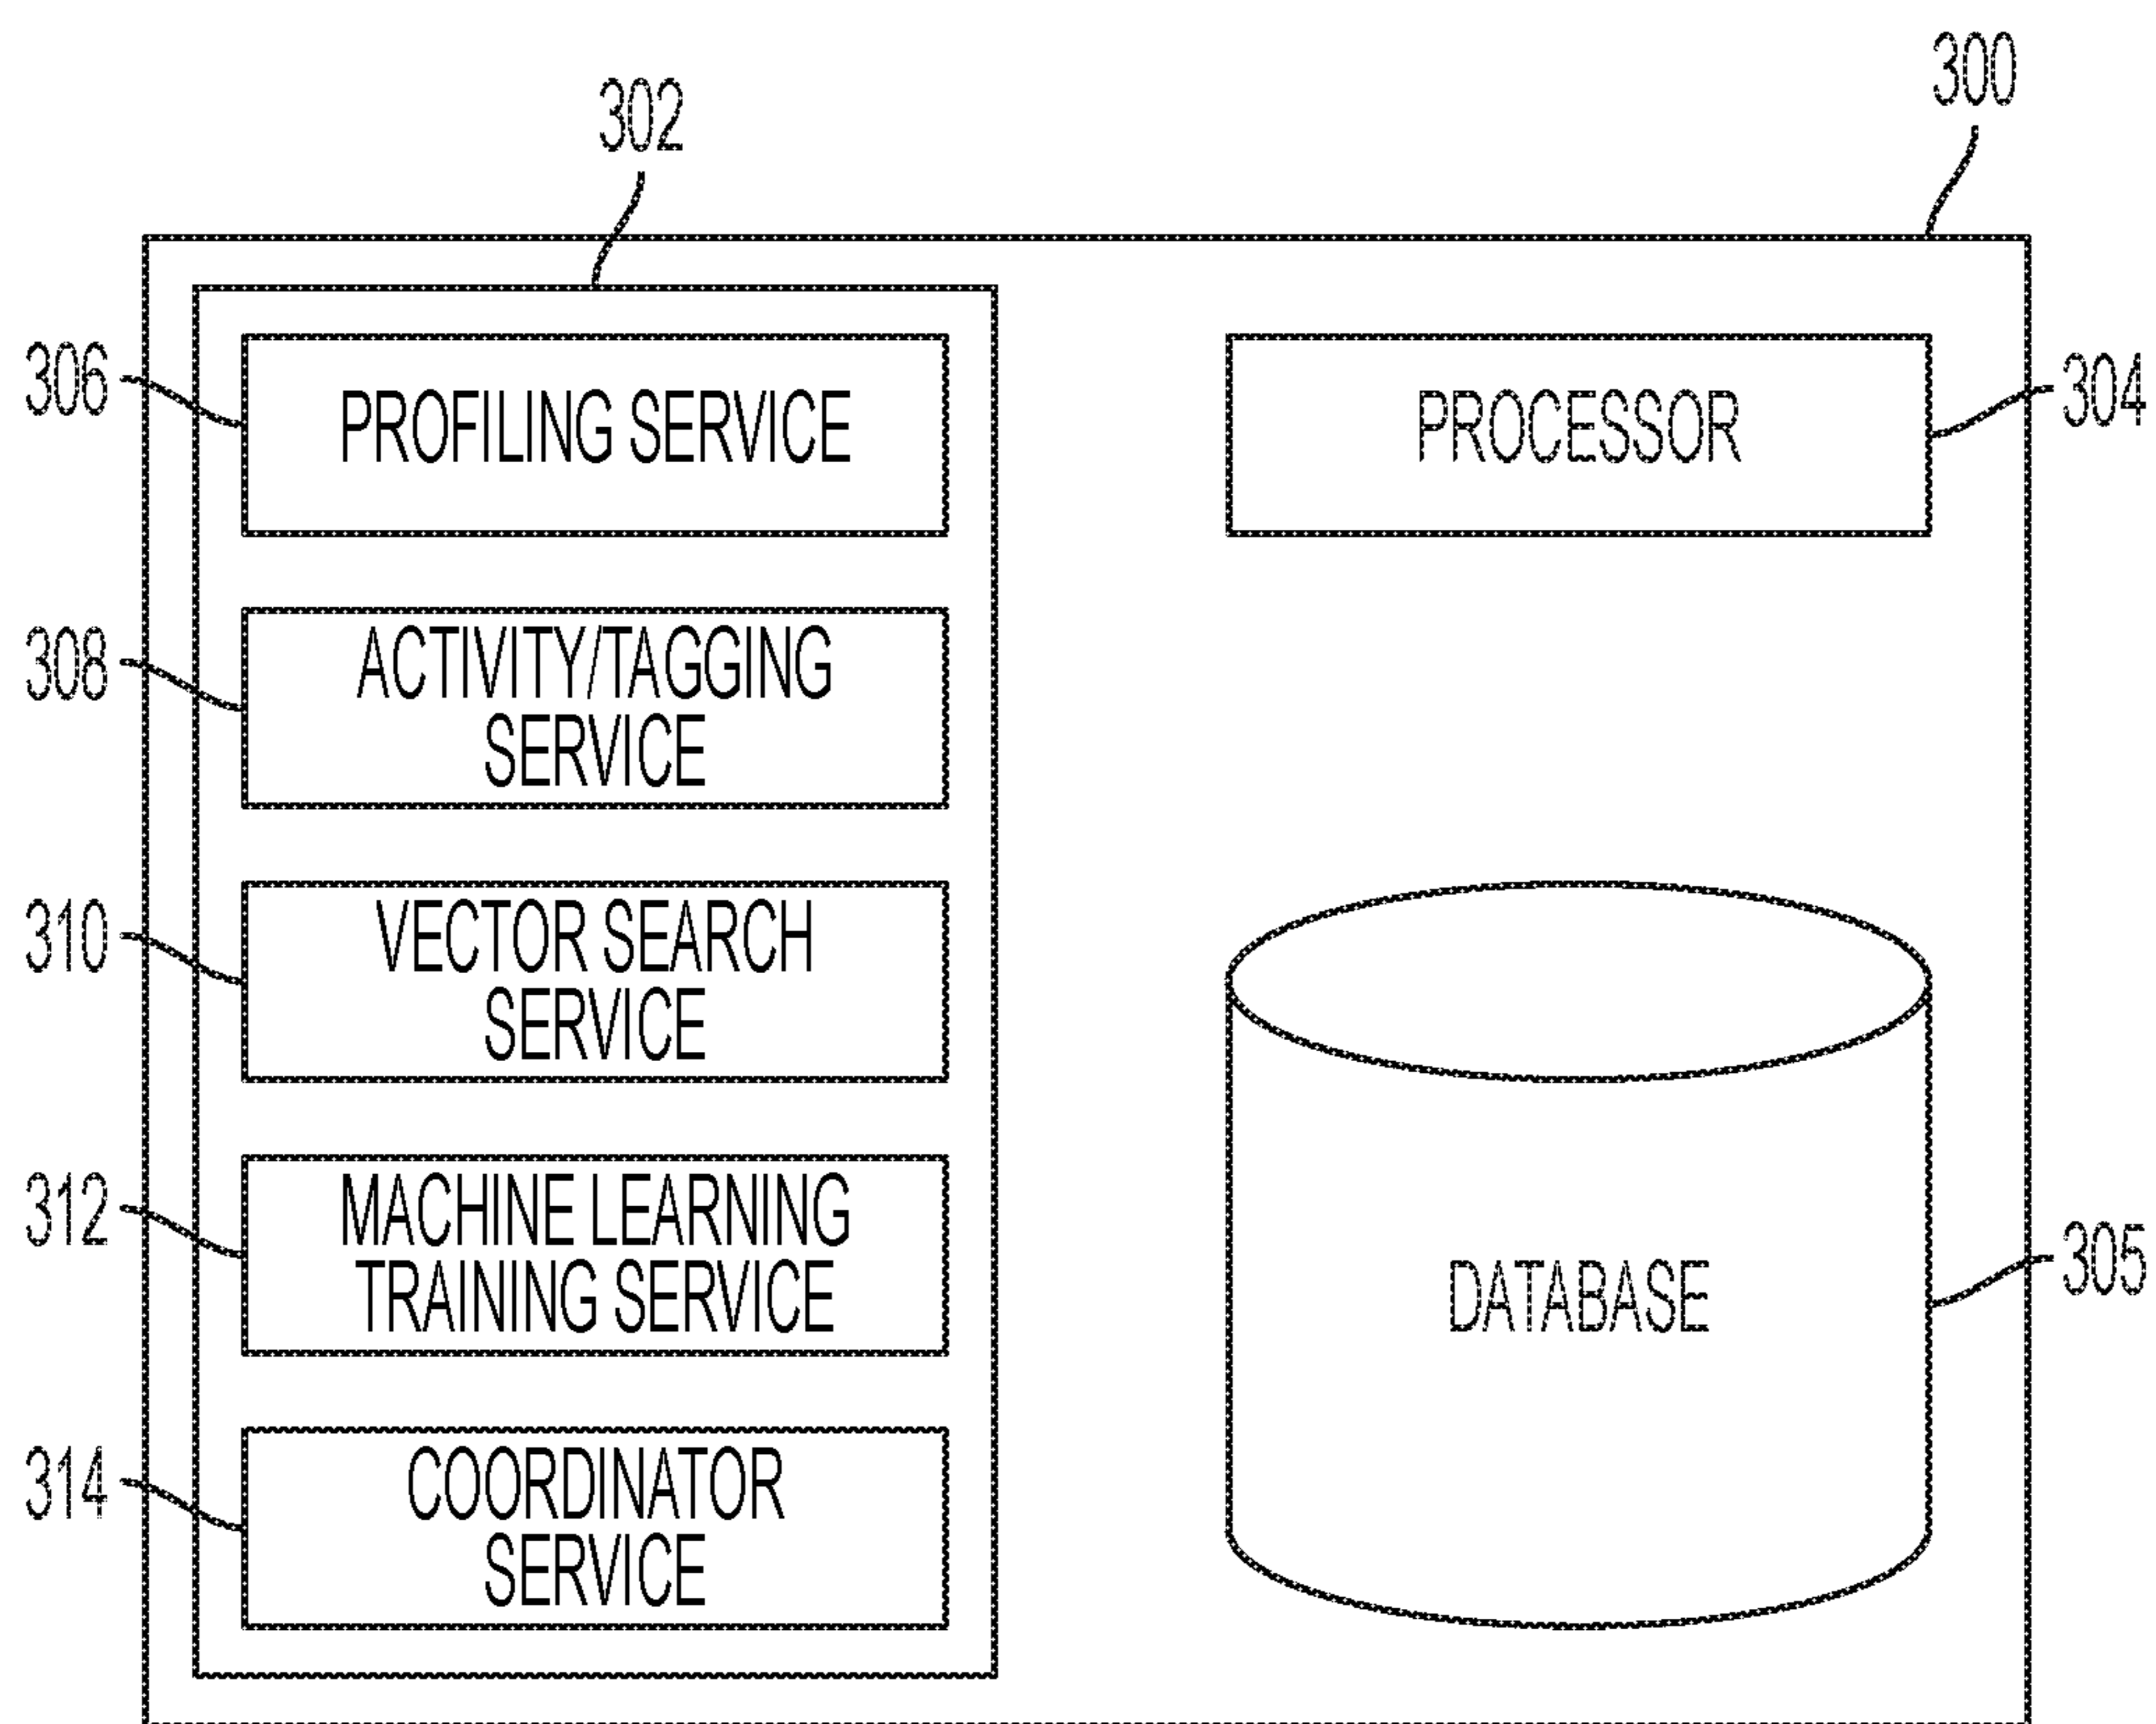 300
302
306
PROFILING SERVICE
PROCESSOR
304
308
ACTIVITY/TAGGING
SERVICE
310
VECTOR SEARCH
SERVICE
312
MACHINE LEARNING
TRAINING SERVICE
DATABASE
305
314
COORDINATOR
SERVICE